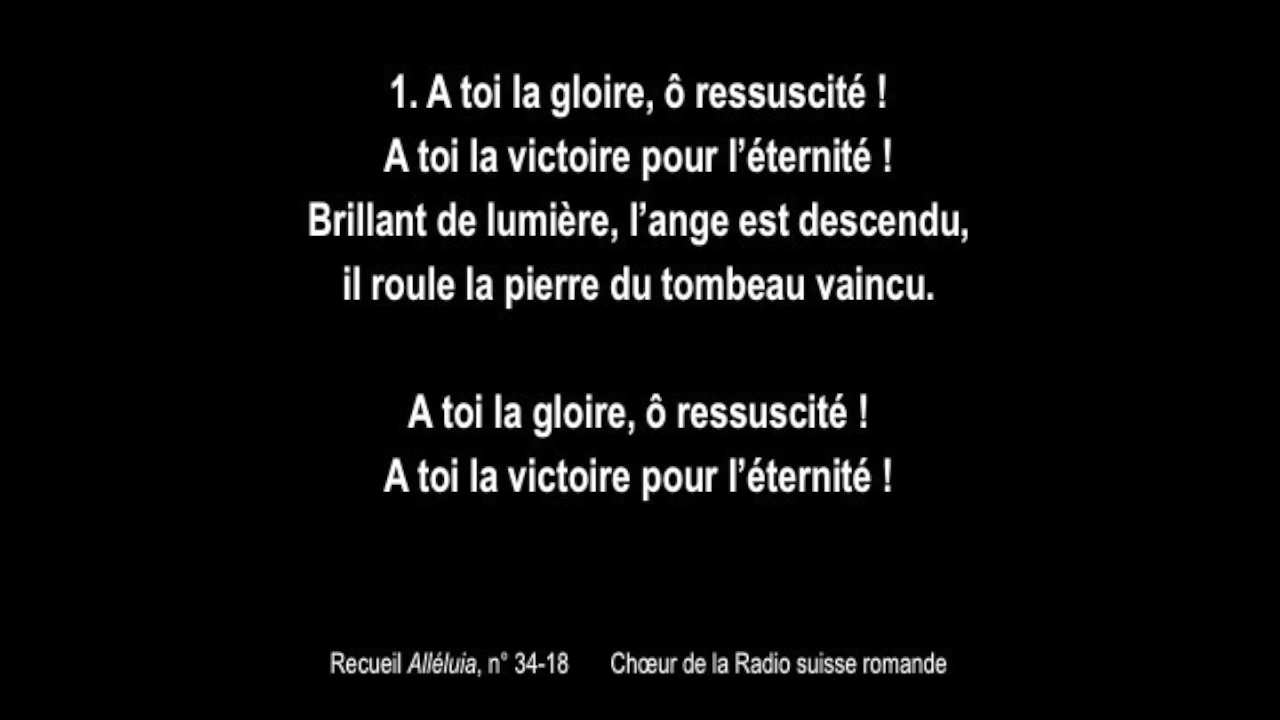 1. A toi la gloire, ô ressuscité !
A toi la victoire pour l’éternité !
Brillant de lumière, l’ange est descendu,
il roule la pierre du tombeau vaincu.
A toi la gloire, ô ressuscité !
A toi la victoire pour l’éternité !
Recueil Alléluia, n° 34-18 Chœur de la Radio suisse romande